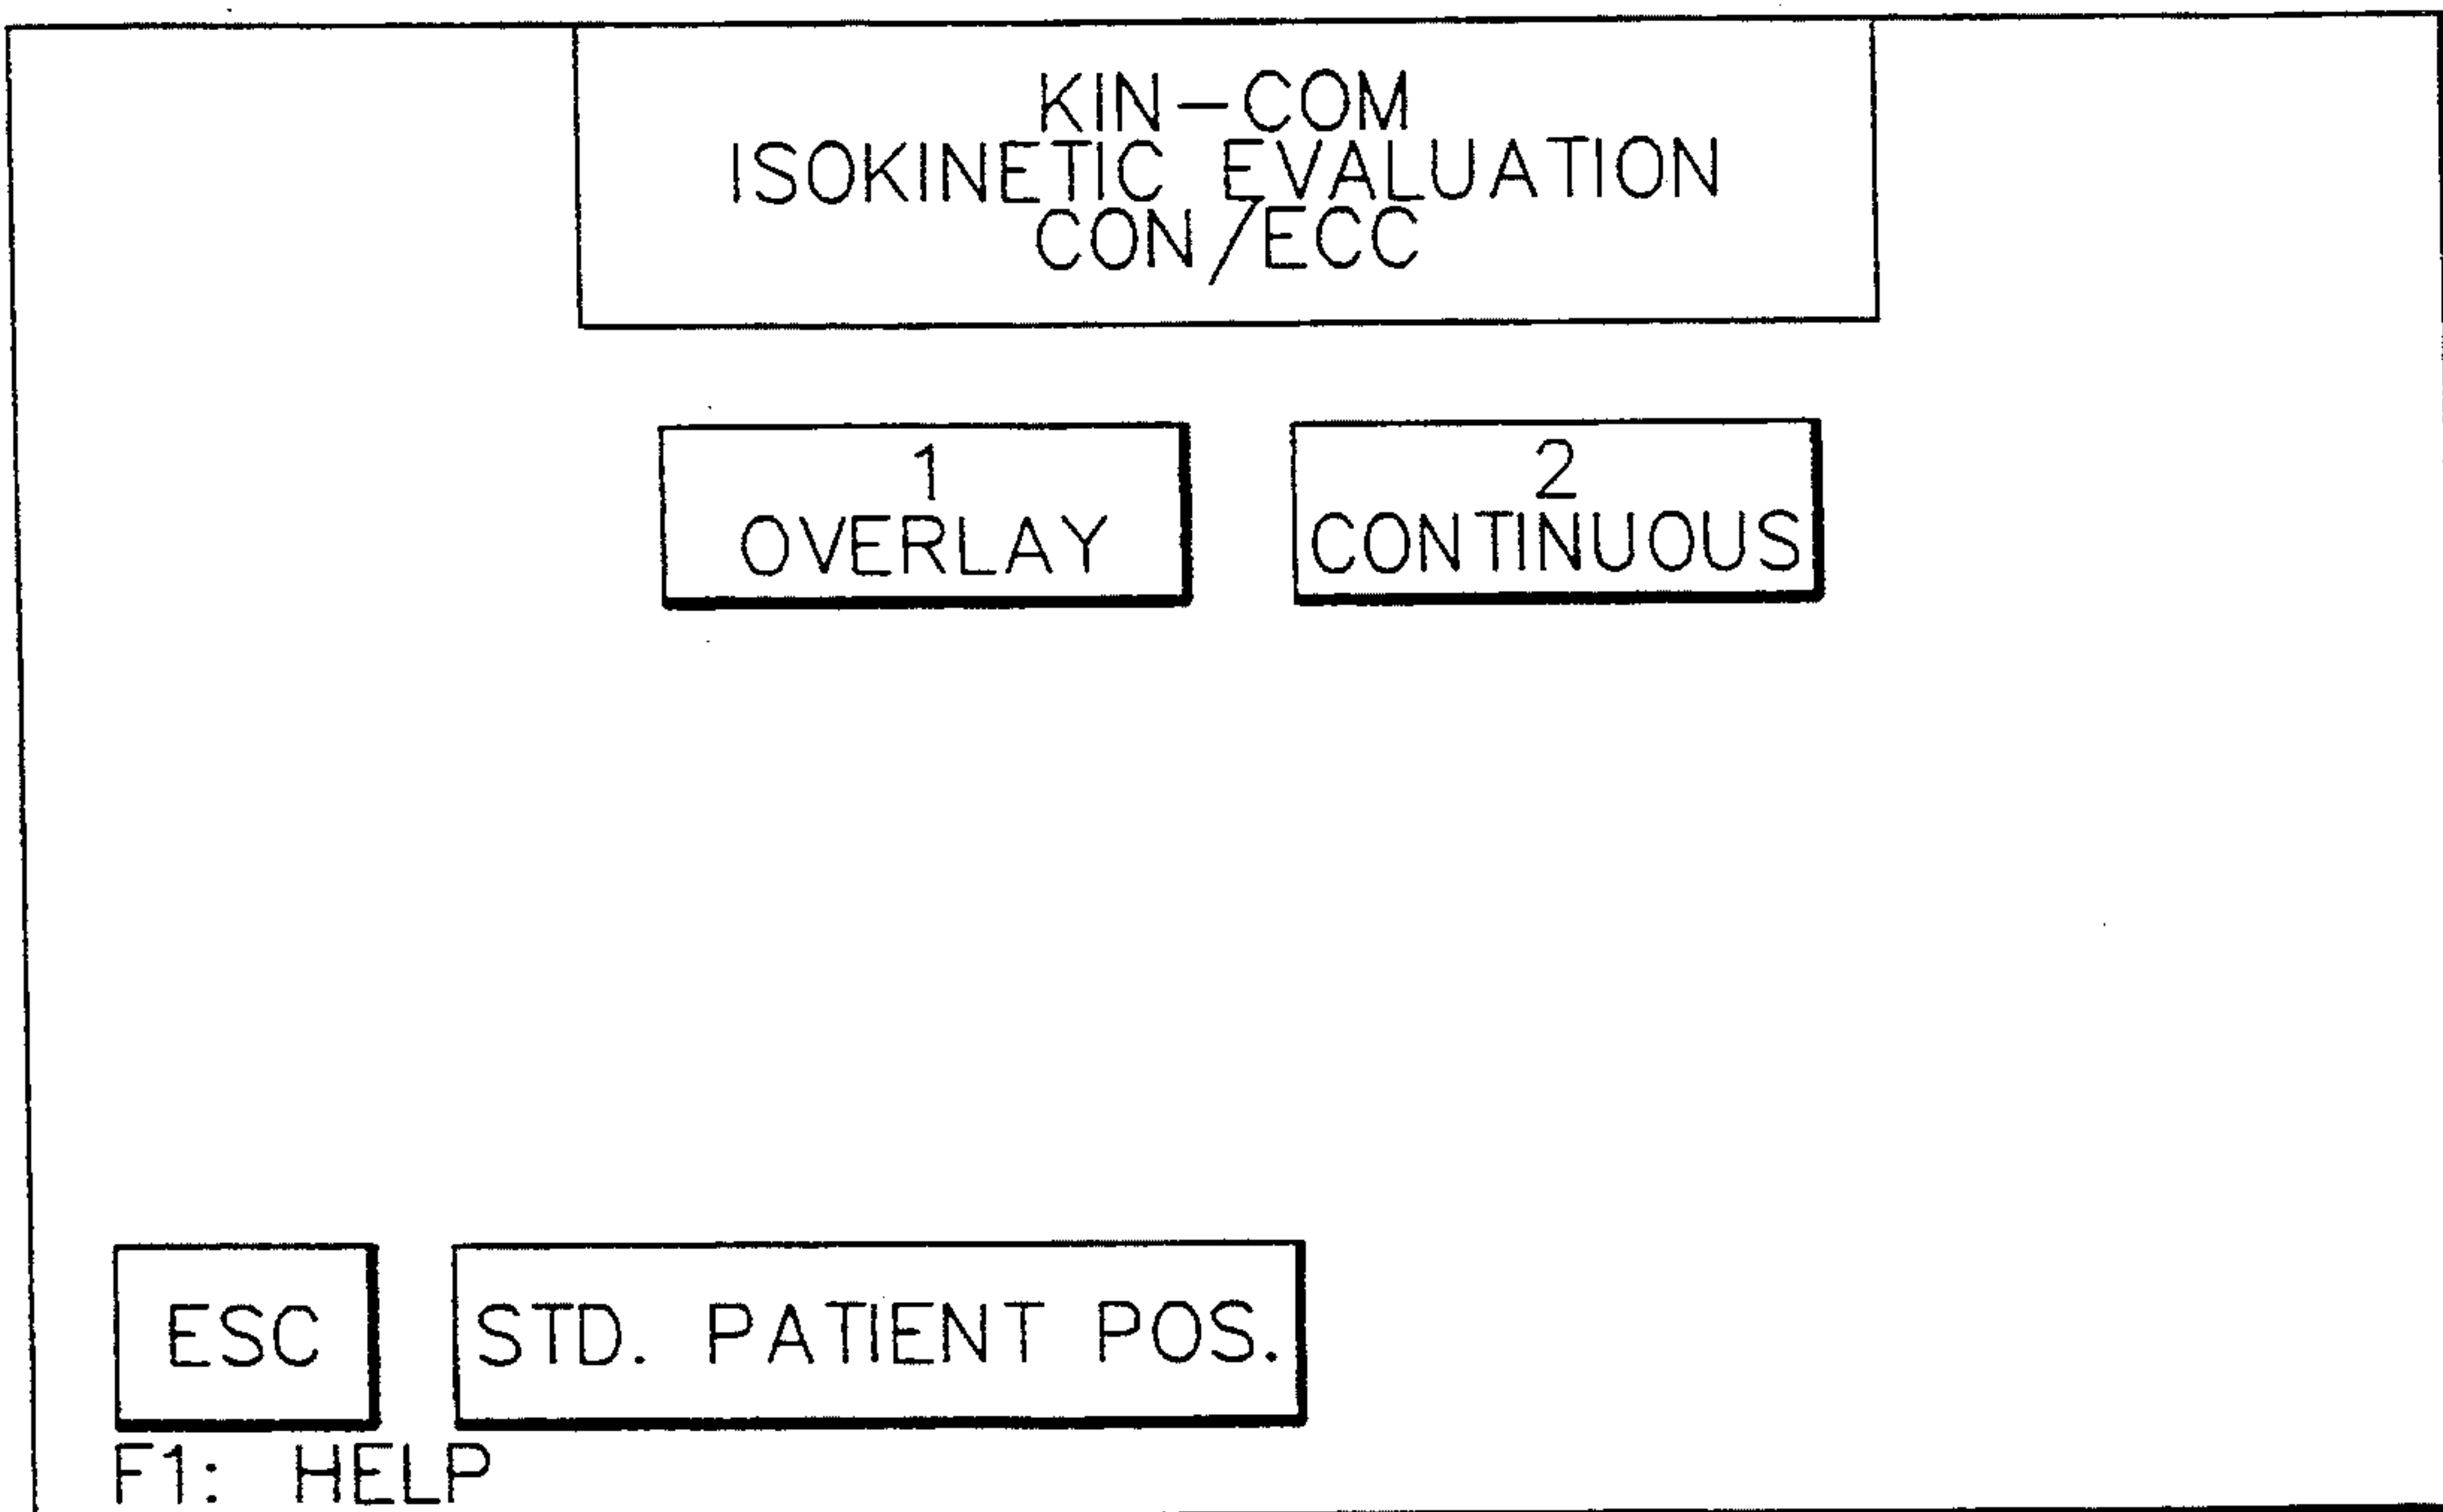 KIN-COM
ISOKINETIC EVALUATION
CON/ECC
1
OVERLAY
2
CONTINUOUS
ESC
STD. PATIENT POS.
F1: HELP